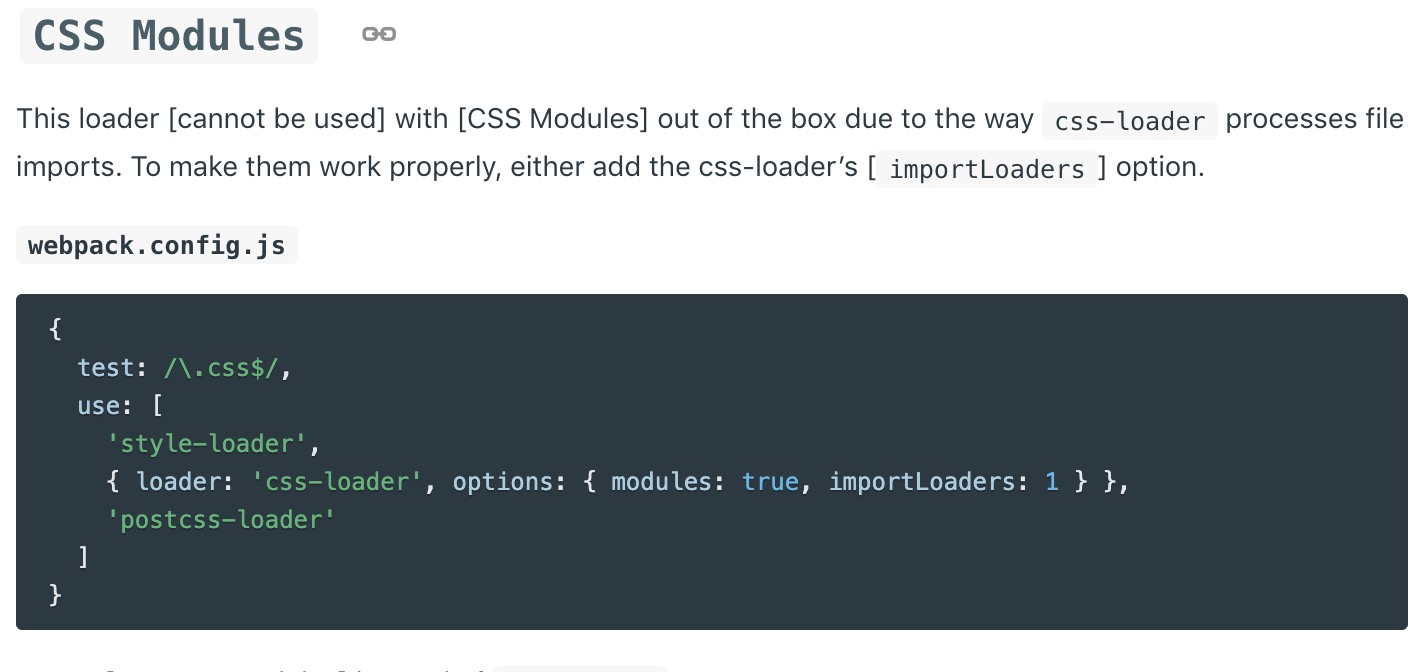 CSS Modules
This loader [cannot be used] with [CSS Modules] out of the box due to the way css-loader processes file
imports. To make them work properly, either add the css-loader’s [ importLoaders ] option.
webpack.config.js
{
  test: /\.css$/,
  use: [
    'style-loader',
    { loader: 'css-loader', options: { modules: true, importLoaders: 1 } },
    'postcss-loader'
  ]
}